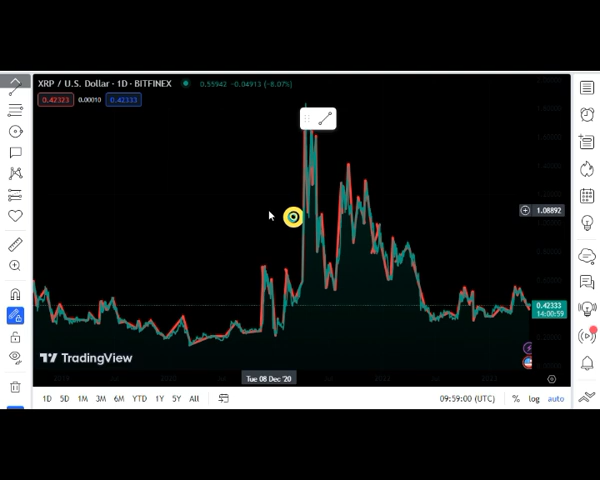 XRP / U.S. Dollar · 1D · BITFINEX 0.55942 −0.04913 (−8.07%)
0.42323 0.00010 0.42333
1.08892
0.42333
14:00:59
TradingView
Tue 08 Dec '20
1D 5D 1M 3M 6M YTD 1Y 5Y All 09:59:00 (UTC) % log auto